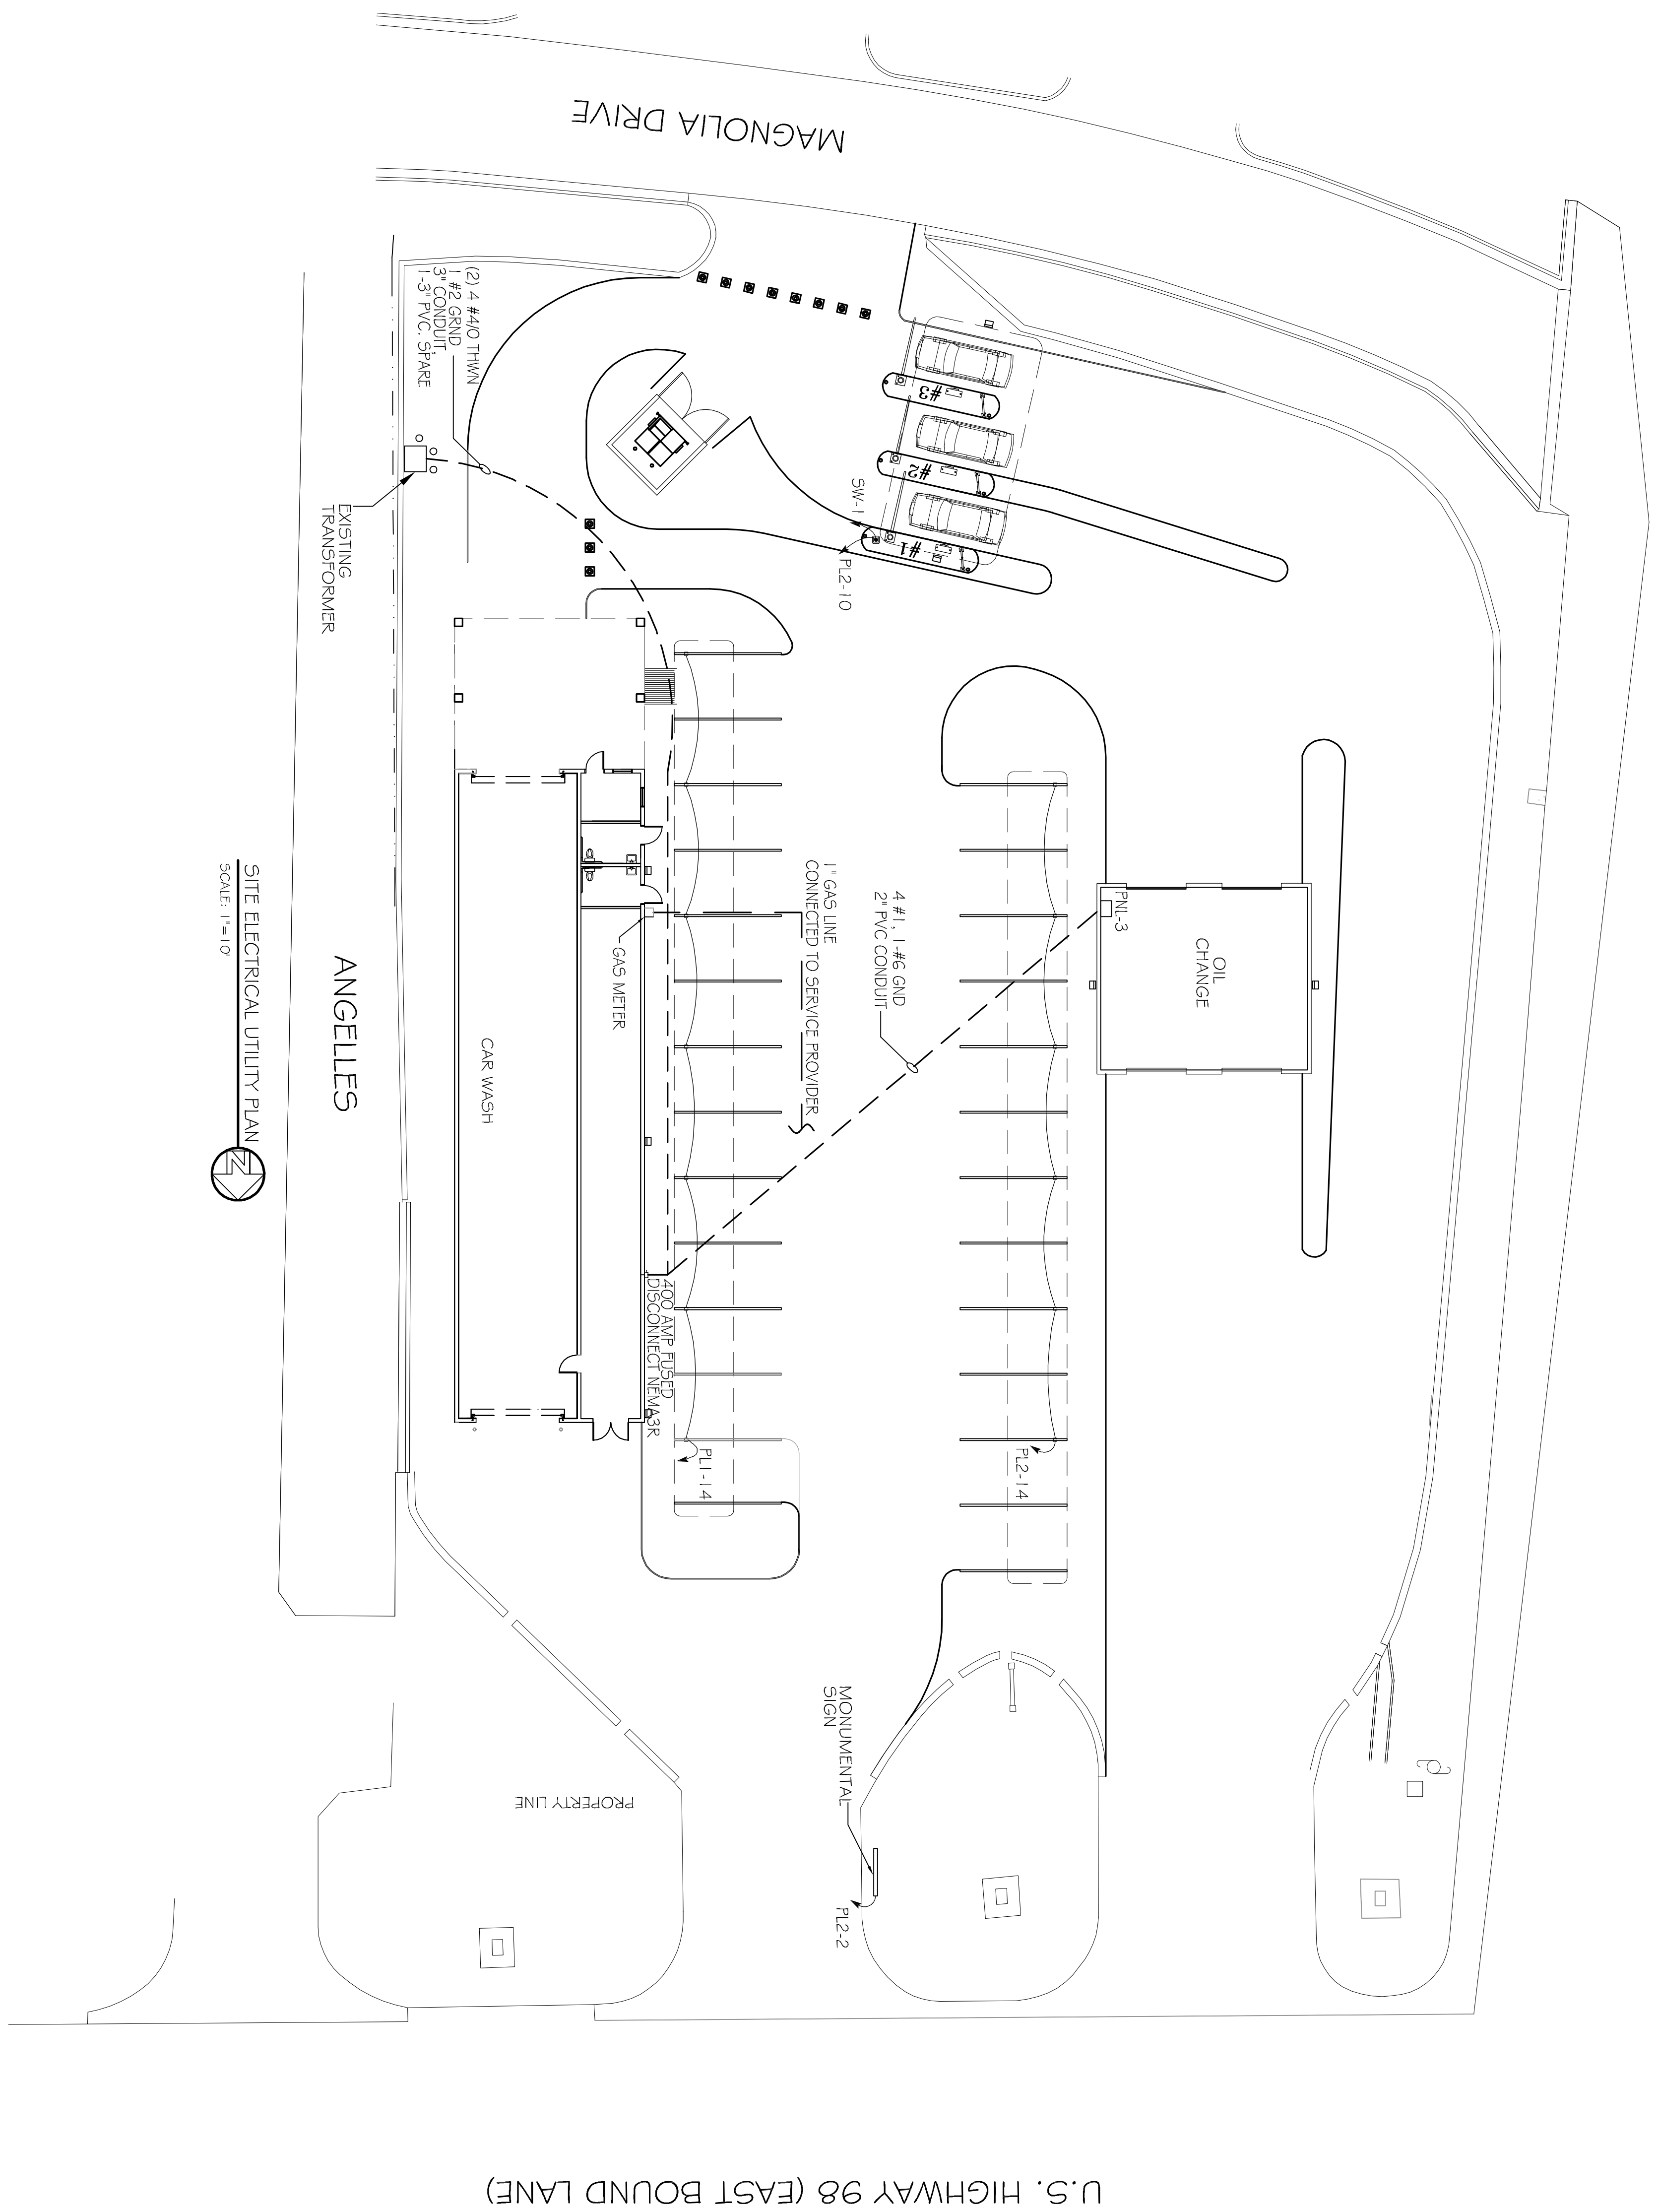 MAGNOLIA DRIVE
(2) 4 #4/0 THWN
1 #2 GRND
3" CONDUIT,
1-3" PVC. SPARE
EXISTING
TRANSFORMER
#3
#2
#1
SW-1
PL2-10
1" GAS LINE
CONNECTED TO SERVICE PROVIDER
4 #1, 1-#6 GND
2" PVC CONDUIT
PNL-3
OIL
CHANGE
GAS METER
CAR WASH
ANGELLES
SITE ELECTRICAL UTILITY PLAN
SCALE: 1"=10'
N
400 AMP FUSED
DISCONNECT NEMA3R
PL1-14
PL2-14
MONUMENTAL
SIGN
PL2-2
PROPERTY LINE
U.S. HIGHWAY 98 (EAST BOUND LANE)